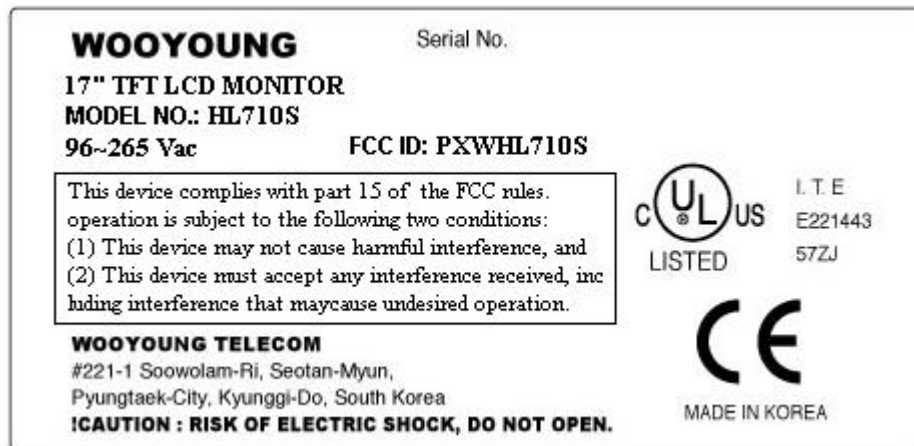 WOOYOUNG
Serial No.
17" TFT LCD MONITOR
MODEL NO.: HL710S
96~265 Vac
FCC ID: PXWHL710S
This device complies with part 15 of the FCC rules.
operation is subject to the following two conditions:
(1) This device may not cause harmful interference, and
(2) This device must accept any interference received, inc
luding interference that maycause undesired operation.
C UL ® US
LISTED
I. T. E
E221443
57ZJ
CE
WOOYOUNG TELECOM
#221-1 Soowolam-Ri, Seotan-Myun,
Pyungtaek-City, Kyunggi-Do, South Korea
!CAUTION : RISK OF ELECTRIC SHOCK, DO NOT OPEN.
MADE IN KOREA